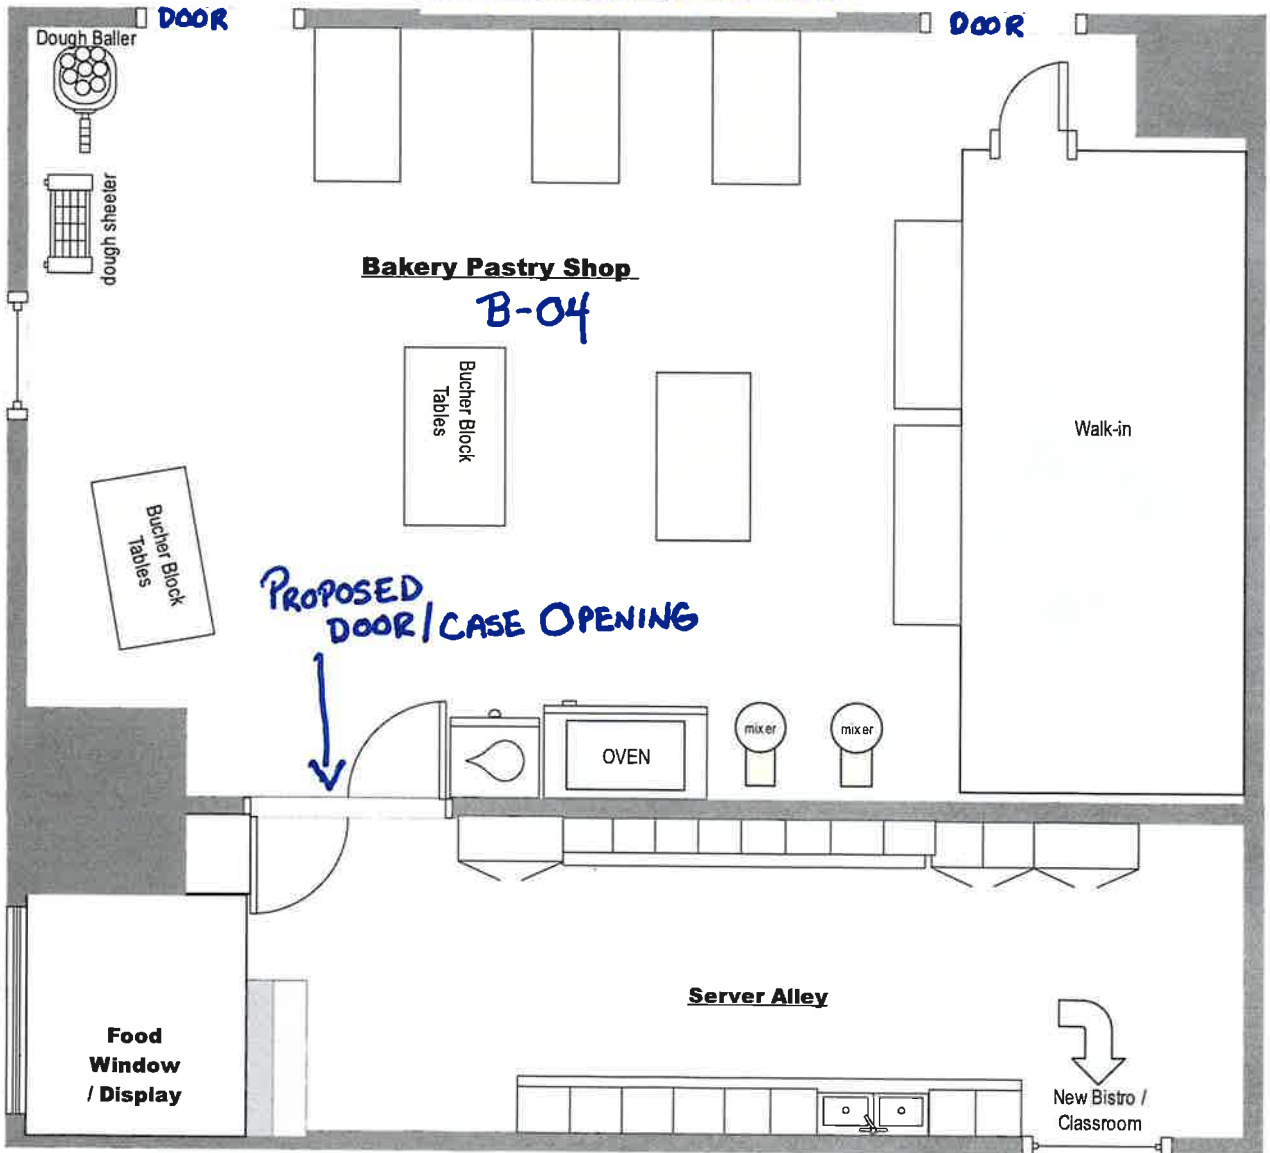 DOOR
DOOR
Dough Baller
dough sheeter
Bakery Pastry Shop
B-04
Bucher Block
Tables
Walk-in
Bucher Block
Tables
PROPOSED
DOOR/CASE OPENING
OVEN
mixer
mixer
Server Alley
Food
Window
/ Display
New Bistro /
Classroom